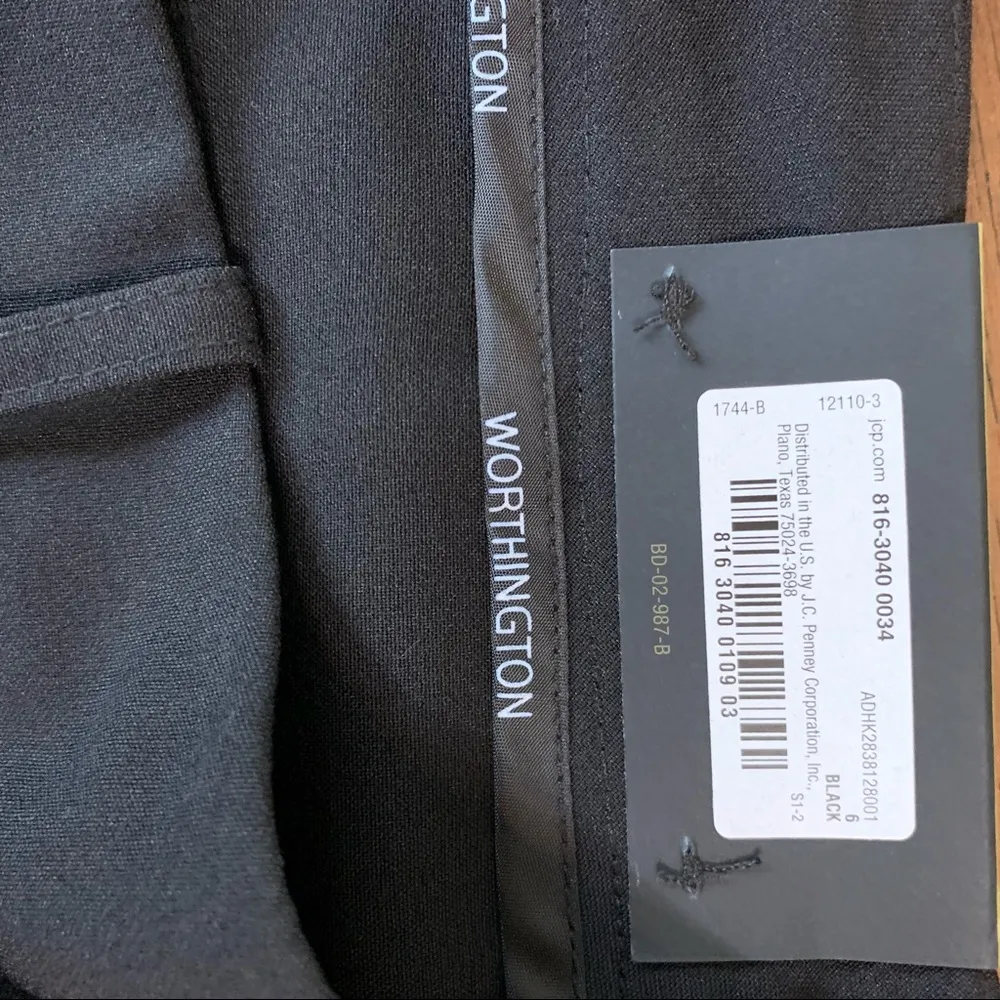 GTON
WORTHINGTON
1744-B
12110-3
jcp.com 816-3040 0034
Distributed in the U.S. by J.C. Penney Corporation, Inc.,
Plano, Texas 75024-3698
816 3040 0109 03
ADHK2838128001
6
BLACK
S1-2
BD-02-987-B